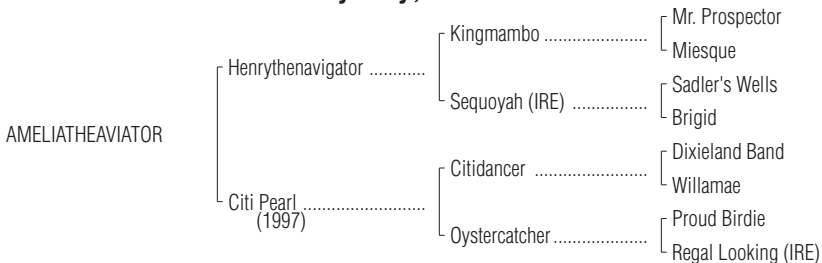 Kingmambo ........................
Mr. Prospector
Miesque
Henrythenavigator ............
Sequoyah (IRE) .................
Sadler's Wells
Brigid
AMELIATHEAVIATOR
Citi Pearl ............................
(1997)
Citidancer ..........................
Dixieland Band
Willamae
Oystercatcher.....................
Proud Birdie
Regal Looking (IRE)